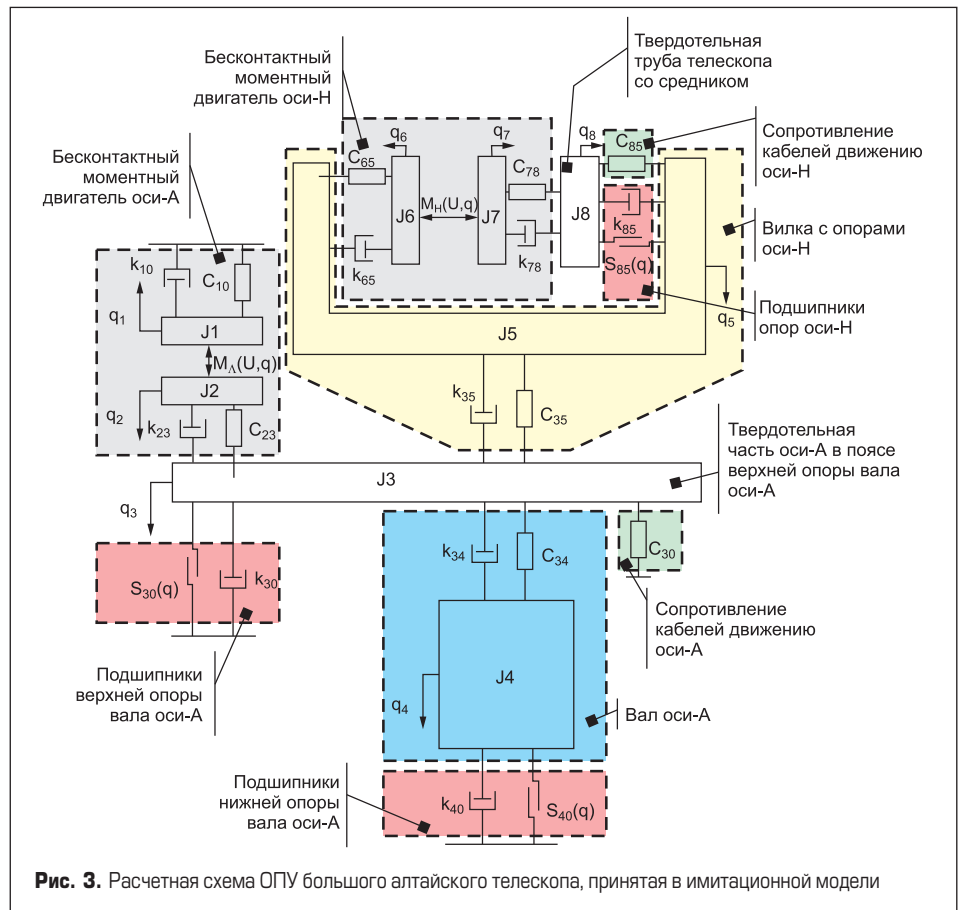 Бесконтактный
моментный
двигатель оси-Н
Твердотельная
труба телескопа
со средником
Сопротивление
кабелей движению
оси-Н
Бесконтактный
моментный
двигатель оси-А
Вилка с опорами
оси-Н
Подшипники
опор оси-Н
q6
q7
q8
C85
C65
C78
J6
MН(U,q)
J7
J8
k65
k78
k85
S85(q)
q5
J5
k10
C10
q1
J1
MΛ(U,q)
J2
q2
k23
C23
k35
C35
Твердотельная
часть оси-А в поясе
верхней опоры вала
оси-А
J3
q3
S30(q)
k30
k34
C34
C30
Сопротивление
кабелей движению
оси-А
Подшипники
верхней опоры
вала оси-А
J4
q4
Вал оси-А
Подшипники
нижней опоры
вала оси-А
k40
S40(q)
Рис. 3. Расчетная схема ОПУ большого алтайского телескопа, принятая в имитационной модели